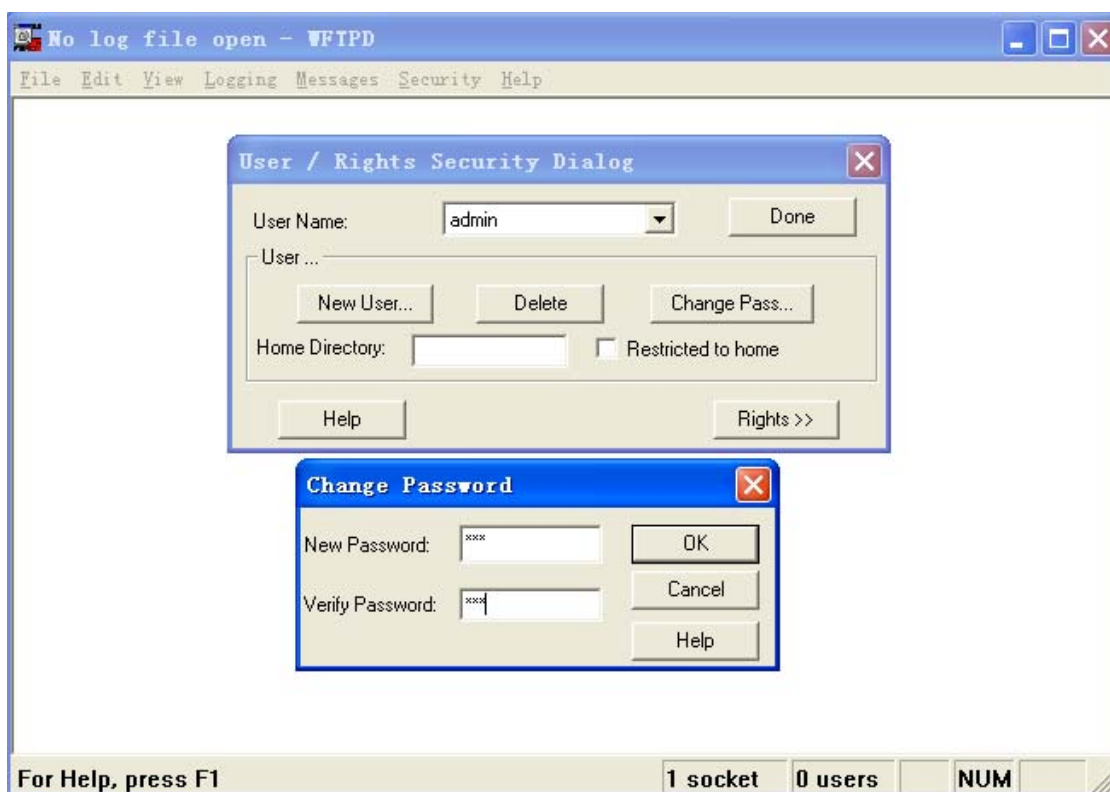 No log file open - WFTPD
File Edit View Logging Messages Security Help
User / Rights Security Dialog
User Name: admin Done
User ...
New User... Delete Change Pass...
Home Directory: Restricted to home
Help Rights >>
Change Password
New Password: *** OK
Cancel
Verify Password: ***
Help
For Help, press F1 1 socket 0 users NUM